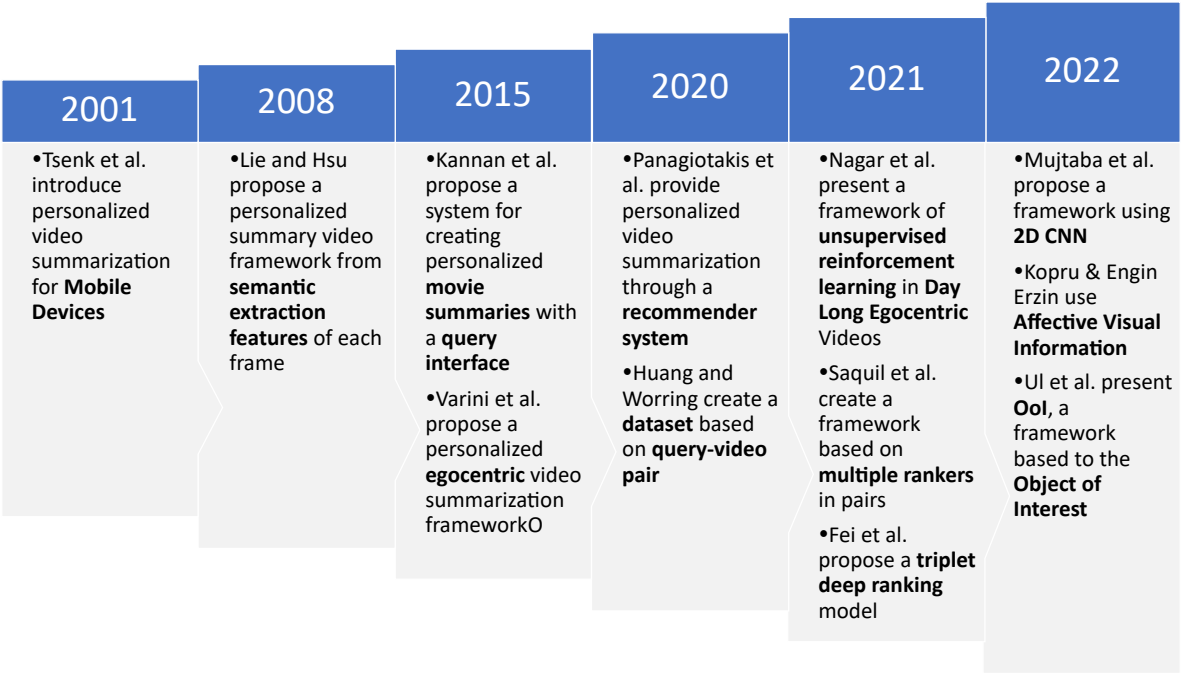 2001
•Tsenk et al.
introduce
personalized
video
summarization
for Mobile
Devices
2008
•Lie and Hsu
propose a
personalized
summary video
framework from
semantic
extraction
features of each
frame
2015
•Kannan et al.
propose a
system for
creating
personalized
movie
summaries with
a query
interface
•Varini et al.
propose a
personalized
egocentric video
summarization
frameworkO
2020
•Panagiotakis et
al. provide
personalized
video
summarization
through a
recommender
system
•Huang and
Worring create a
dataset based
on query-video
pair
2021
•Nagar et al.
present a
framework of
unsupervised
reinforcement
learning in Day
Long Egocentric
Videos
•Saquil et al.
create a
framework
based on
multiple rankers
in pairs
•Fei et al.
propose a triplet
deep ranking
model
2022
•Mujtaba et al.
propose a
framework using
2D CNN
•Kopru & Engin
Erzin use
Affective Visual
Information
•Ul et al. present
OoI, a
framework
based to the
Object of
Interest